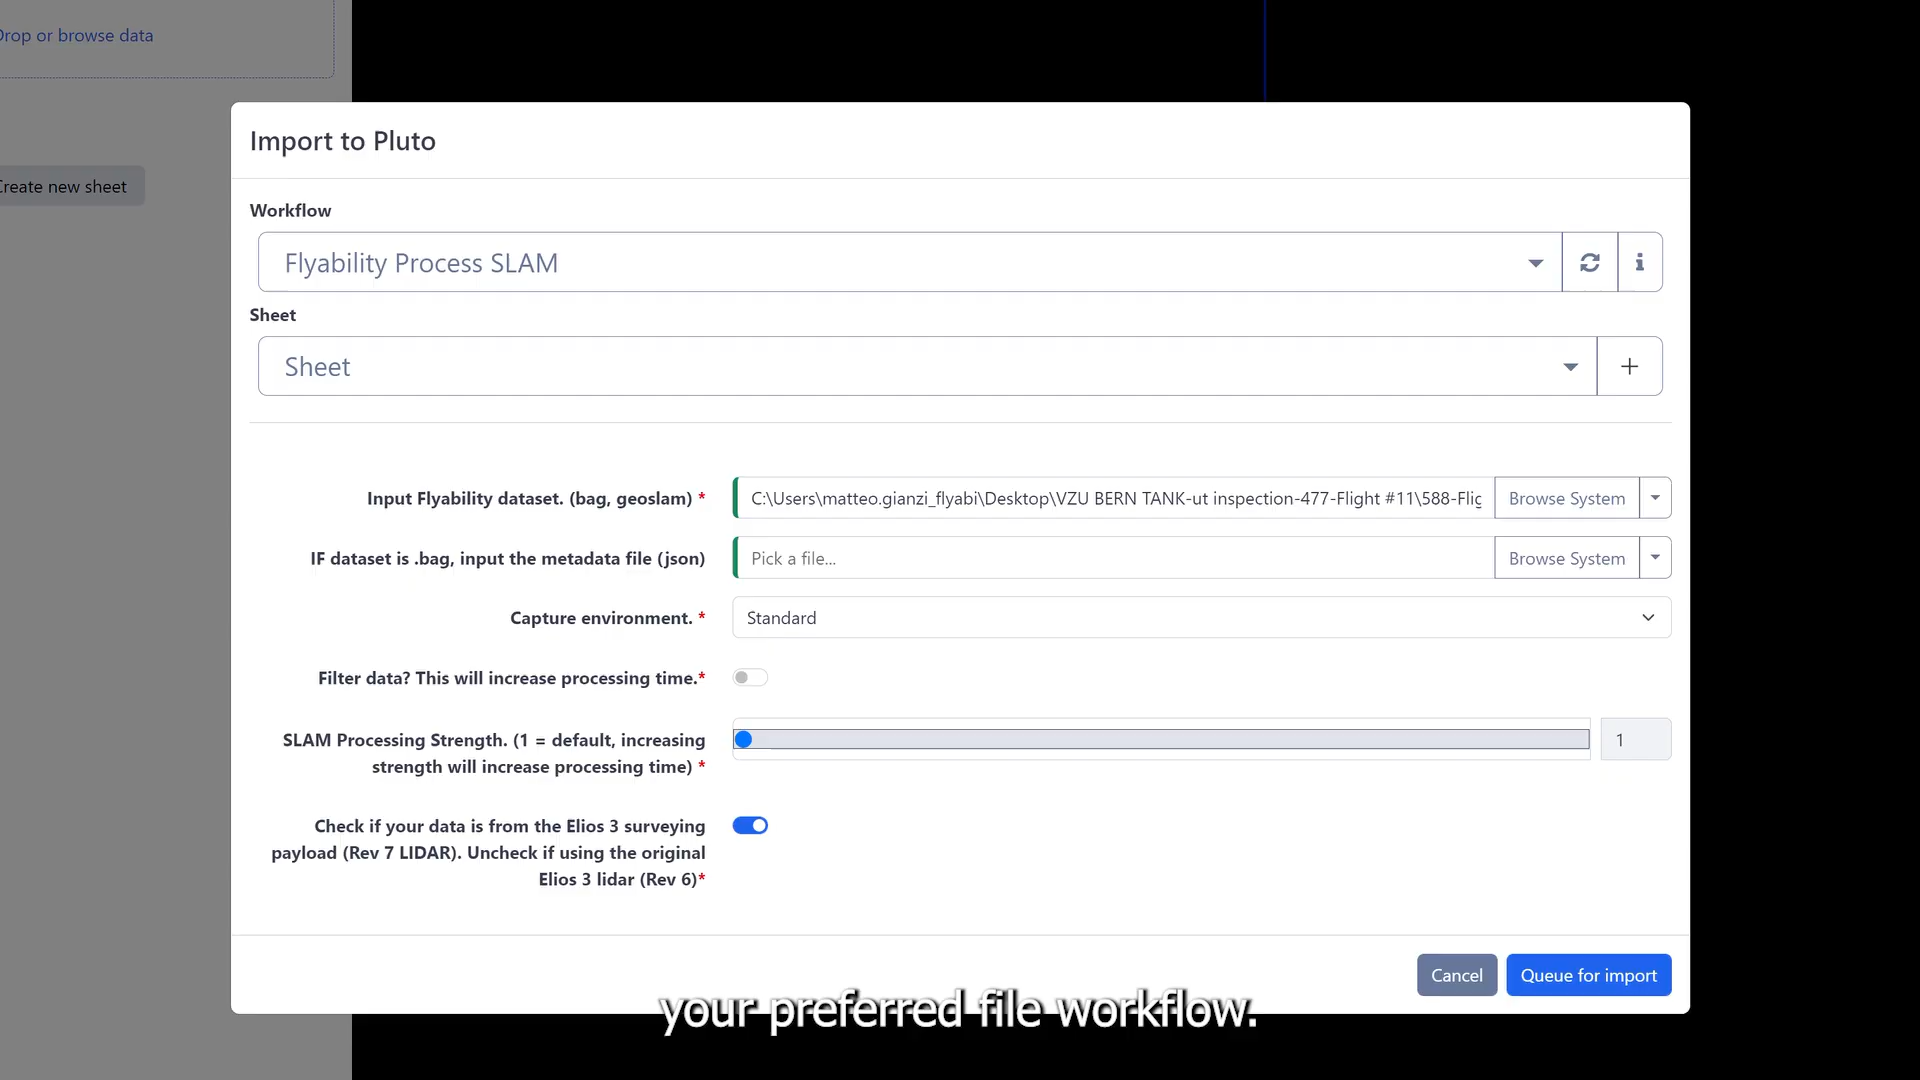 Drop or browse data
Create new sheet
Import to Pluto
Workflow
Flyability Process SLAM
Sheet
Sheet
Input Flyability dataset. (bag, geoslam) *
C:\Users\matteo.gianzi_flyabi\Desktop\VZU BERN TANK-ut inspection-477-Flight #11\588-Flig
Browse System
IF dataset is .bag, input the metadata file (json)
Pick a file...
Browse System
Capture environment. *
Standard
Filter data? This will increase processing time.*
SLAM Processing Strength. (1 = default, increasing
strength will increase processing time) *
1
Check if your data is from the Elios 3 surveying
payload (Rev 7 LIDAR). Uncheck if using the original
Elios 3 lidar (Rev 6)*
Cancel
Queue for import
your preferred file workflow.